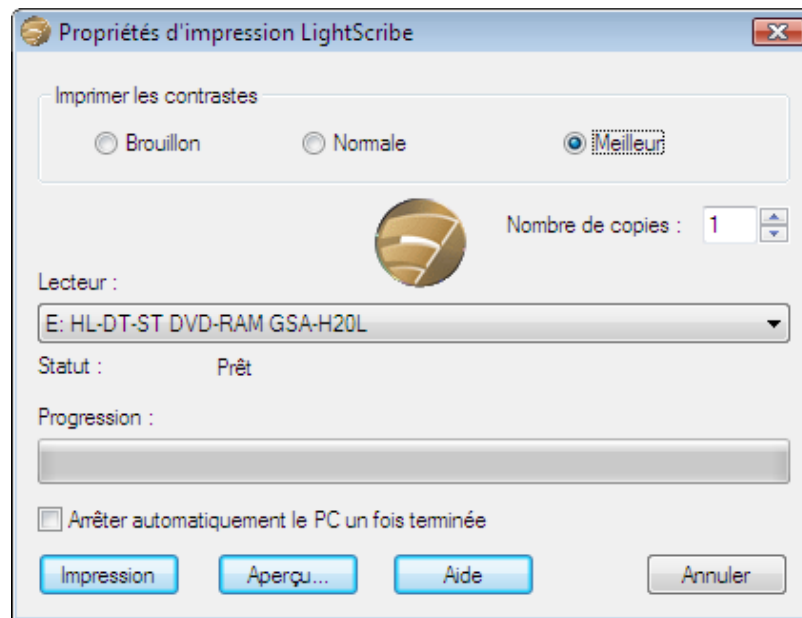 Propriétés d'impression LightScribe
Imprimer les contrastes
Brouillon Normale Meilleur
Nombre de copies : 1
Lecteur :
E: HL-DT-ST DVD-RAM GSA-H20L
Statut : Prêt
Progression :
Arrêter automatiquement le PC un fois terminée
Impression Aperçu... Aide Annuler